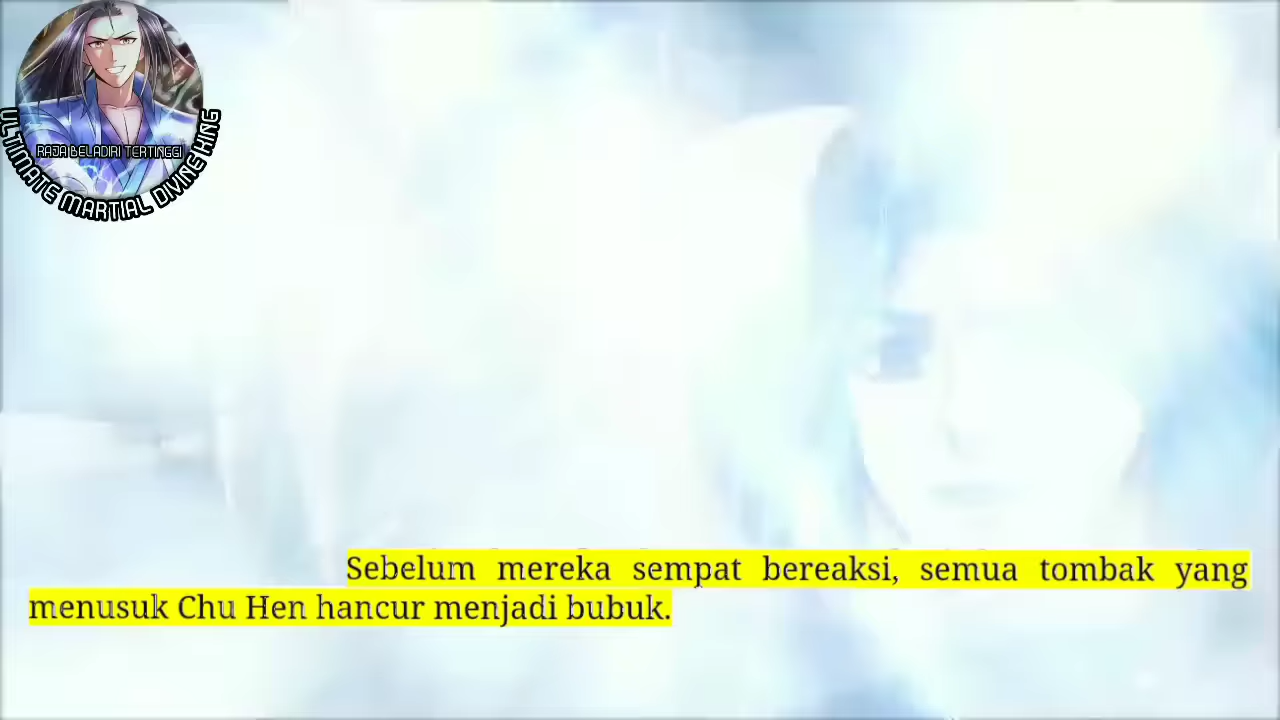 RAJA BELADIRI TERTINGGI
ULTIMATE MARTIAL DIVINE KING
Sebelum mereka sempat bereaksi, semua tombak yang
menusuk Chu Hen hancur menjadi bubuk.